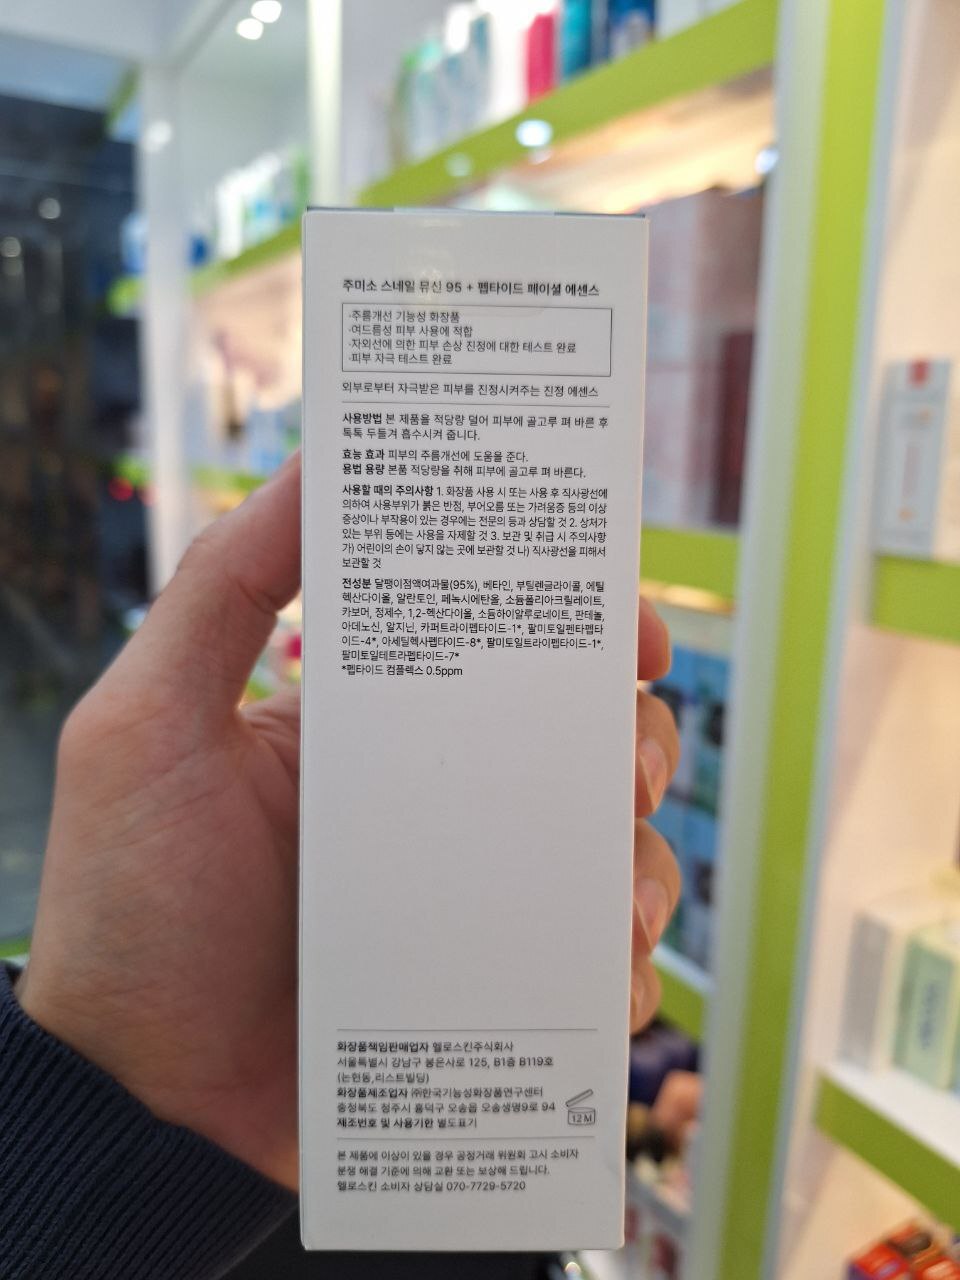 주미소 스네일 뮤신 95 + 펩타이드 페이셜 에센스
·주름개선 기능성 화장품
·여드름성 피부 사용에 적합
·자외선에 의한 피부 손상 진정에 대한 테스트 완료
·피부 자극 테스트 완료
외부로부터 자극받은 피부를 진정시켜주는 진정 에센스
사용방법 본 제품을 적당량 덜어 피부에 골고루 펴 바른 후
톡톡 두들겨 흡수시켜 줍니다.
효능 효과 피부의 주름개선에 도움을 준다.
용법 용량 본품 적당량을 취해 피부에 골고루 펴 바른다.
사용할 때의 주의사항 1. 화장품 사용 시 또는 사용 후 직사광선에
의하여 사용부위가 붉은 반점, 부어오름 또는 가려움증 등의 이상
증상이나 부작용이 있는 경우에는 전문의 등과 상담할 것 2. 상처가
있는 부위 등에는 사용을 자제할 것 3. 보관 및 취급 시 주의사항
가) 어린이의 손이 닿지 않는 곳에 보관할 것 나) 직사광선을 피해서
보관할 것
전성분 달팽이점액여과물(95%), 베타인, 부틸렌글라이콜, 에틸
헥산다이올, 알란토인, 페녹시에탄올, 소듐폴리아크릴레이트,
카보머, 정제수, 1,2-헥산다이올, 소듐하이알루로네이트, 판테놀,
아데노신, 알지닌, 카퍼트라이펩타이드-1*, 팔미토일펜타펩타
이드-4*, 아세틸헥사펩타이드-8*, 팔미토일트라이펩타이드-1*,
팔미토일테트라펩타이드-7*
*펩타이드 컴플렉스 0.5ppm
화장품책임판매업자 헬로스킨주식회사
서울특별시 강남구 봉은사로 125, B1층 B119호
(논현동,리스트빌딩)
화장품제조업자 ㈜한국기능성화장품연구센터
충청북도 청주시 흥덕구 오송읍 오송생명9로 94
12M
제조번호 및 사용기한 별도표기
본 제품에 이상이 있을 경우 공정거래 위원회 고시 소비자
분쟁 해결 기준에 의해 교환 또는 보상해 드립니다.
헬로스킨 소비자 상담실 070-7729-5720